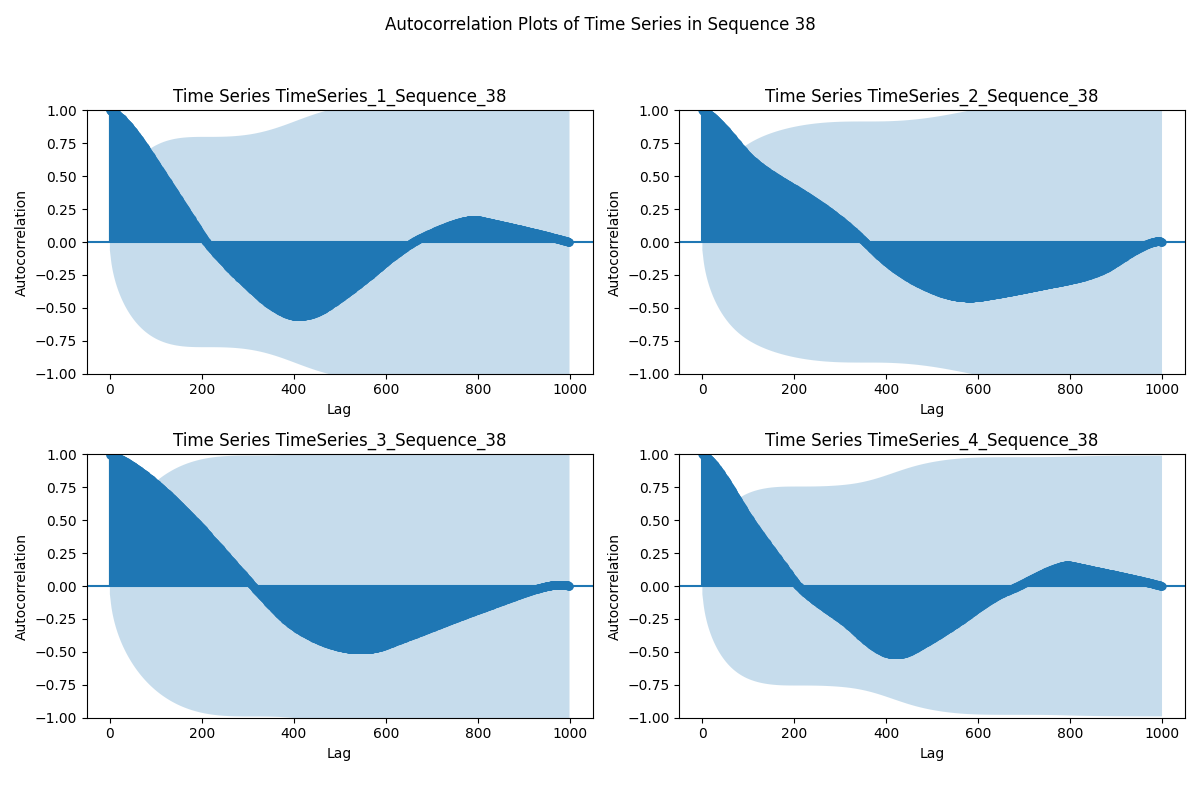 Autocorrelation Plots of Time Series in Sequence 38
Time Series TimeSeries_1_Sequence_38
1.00
0.75
0.50
0.25
0.00
−0.25
−0.50
−0.75
−1.00
Autocorrelation
0 200 400 600 800 1000
Lag
Time Series TimeSeries_2_Sequence_38
1.00
0.75
0.50
0.25
0.00
−0.25
−0.50
−0.75
−1.00
Autocorrelation
0 200 400 600 800 1000
Lag
Time Series TimeSeries_3_Sequence_38
1.00
0.75
0.50
0.25
0.00
−0.25
−0.50
−0.75
−1.00
Autocorrelation
0 200 400 600 800 1000
Lag
Time Series TimeSeries_4_Sequence_38
1.00
0.75
0.50
0.25
0.00
−0.25
−0.50
−0.75
−1.00
Autocorrelation
0 200 400 600 800 1000
Lag